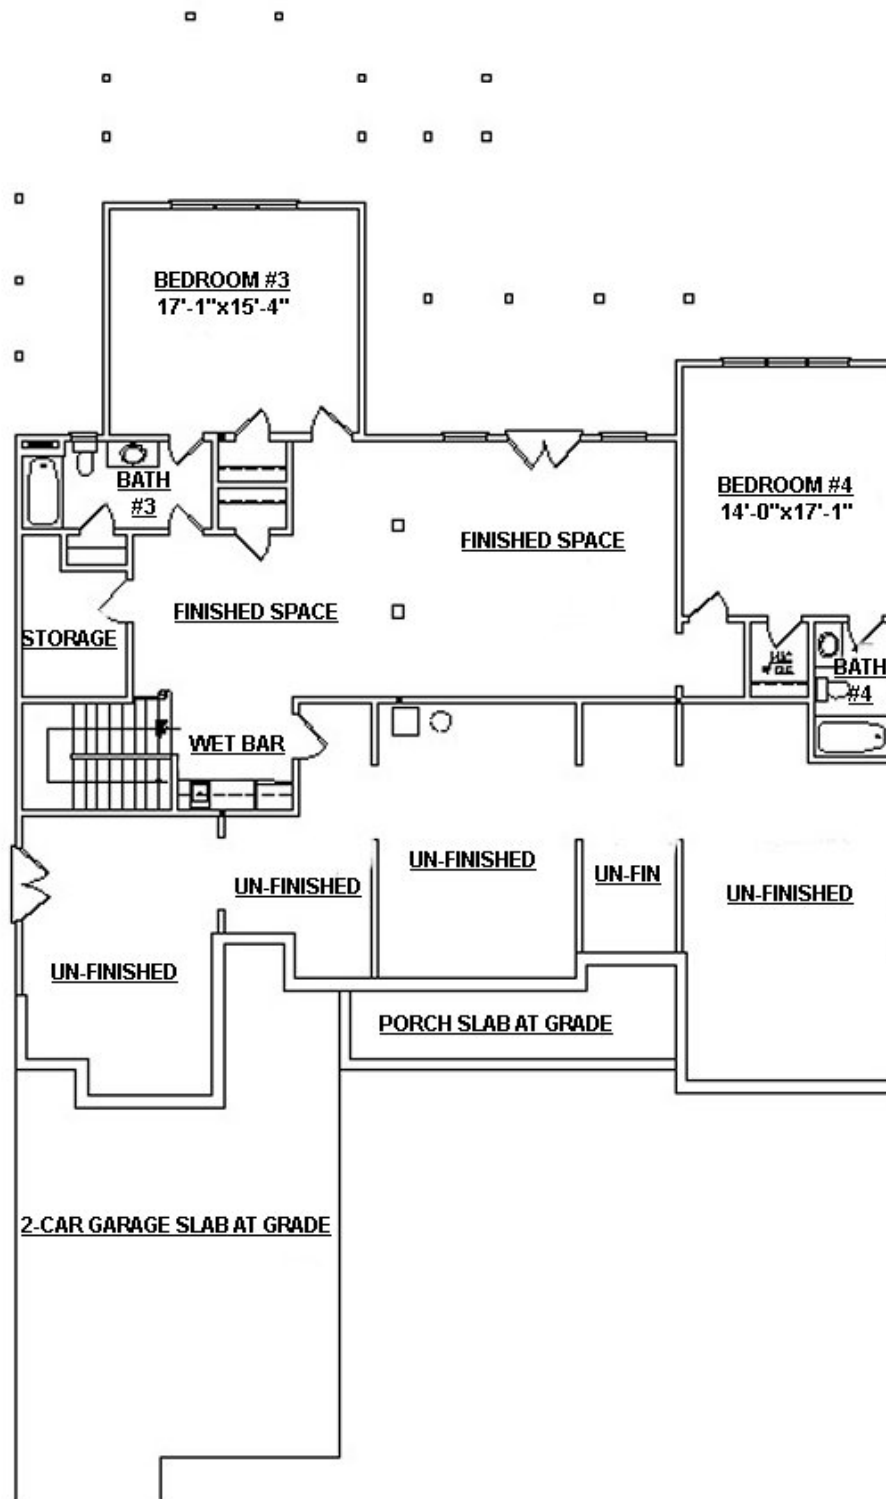 BEDROOM #3
17'-1"x15'-4"
BEDROOM #4
14'-0"x17'-1"
BATH
#3
FINISHED SPACE
FINISHED SPACE
STORAGE
BATH
#4
WET BAR
UN-FINISHED
UN-FINISHED
UN-FIN
UN-FINISHED
UN-FINISHED
PORCH SLAB AT GRADE
2-CAR GARAGE SLAB AT GRADE